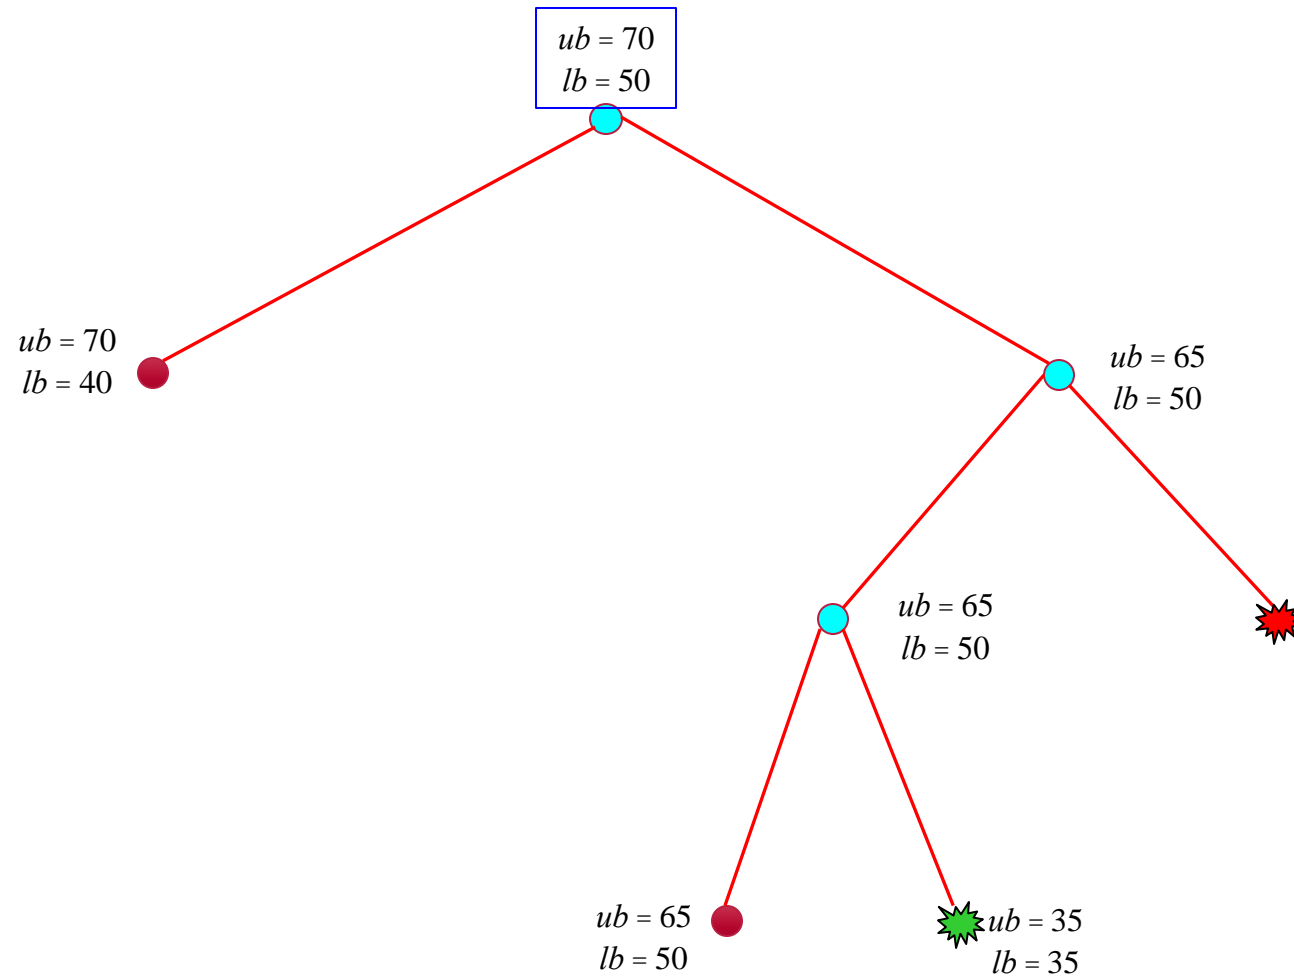 ub = 70
lb = 50
ub = 70
lb = 40
ub = 65
lb = 50
ub = 65
lb = 50
ub = 65
lb = 50
ub = 35
lb = 35